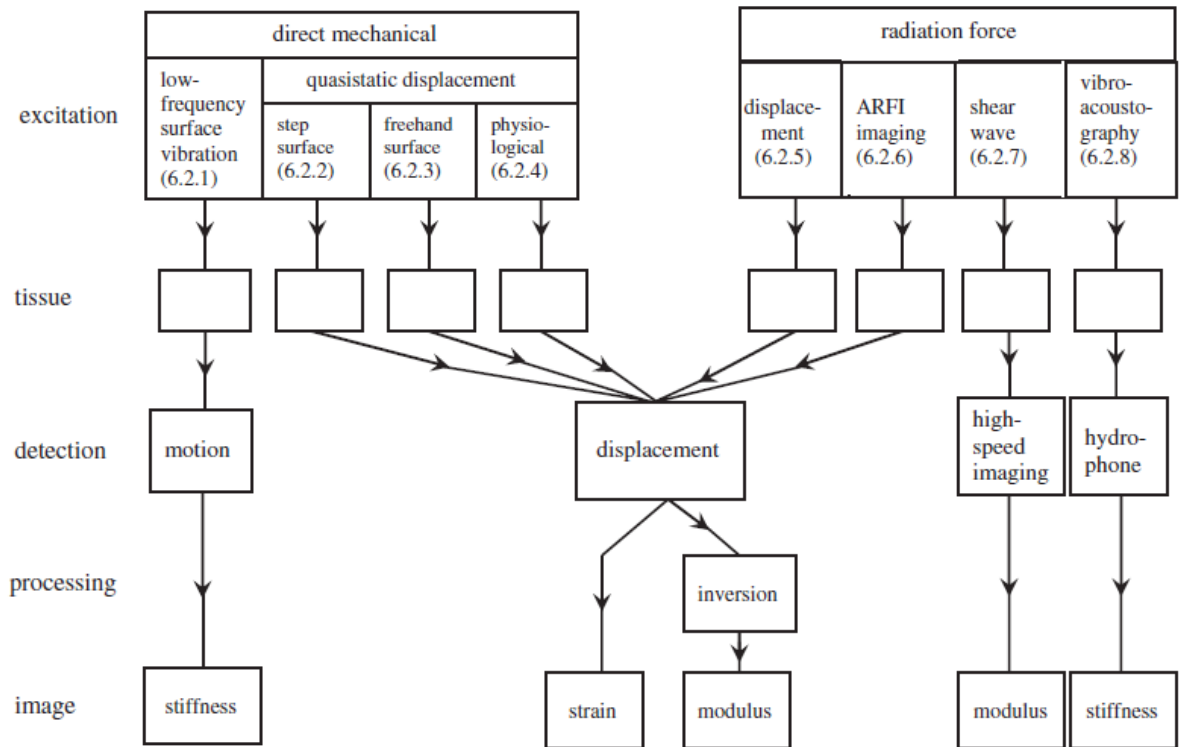 direct mechanical
radiation force
excitation
low-
frequency
surface
vibration
(6.2.1)
quasistatic displacement
step
surface
(6.2.2)
freehand
surface
(6.2.3)
physio-
logical
(6.2.4)
displace-
ment
(6.2.5)
ARFI
imaging
(6.2.6)
shear
wave
(6.2.7)
vibro-
acousto-
graphy
(6.2.8)
tissue
detection
motion
displacement
high-
speed
imaging
hydro-
phone
processing
inversion
image
stiffness
strain
modulus
modulus
stiffness